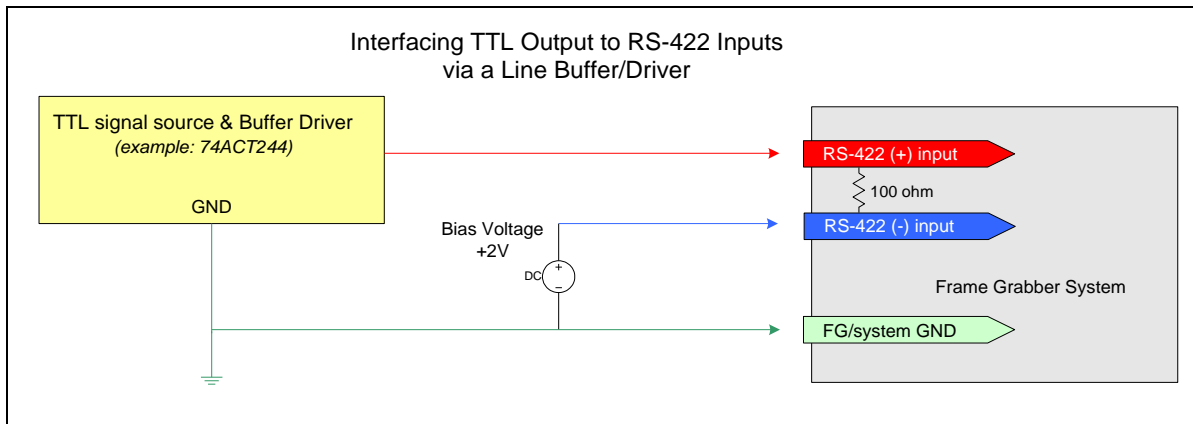 Interfacing TTL Output to RS-422 Inputs
via a Line Buffer/Driver
TTL signal source & Buffer Driver
(example: 74ACT244)
GND
Bias Voltage
+2V
DC
+
–
RS-422 (+) input
100 ohm
RS-422 (-) input
Frame Grabber System
FG/system GND